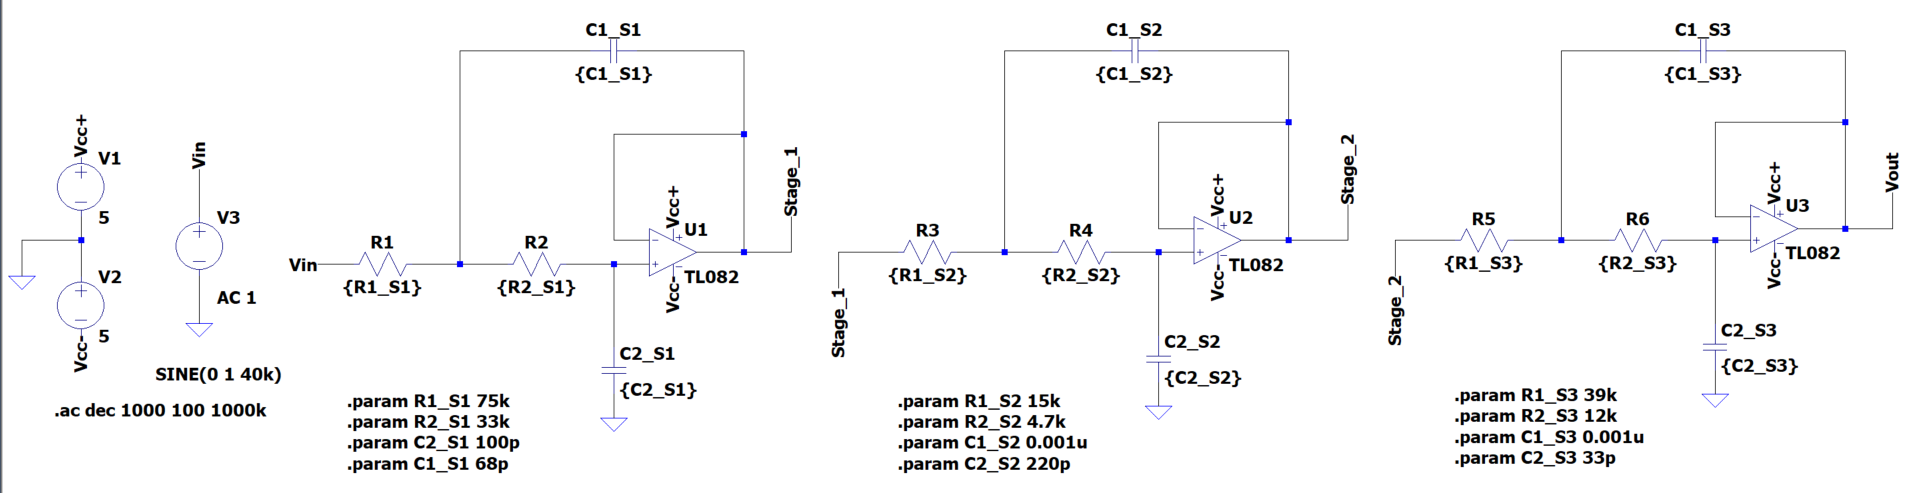 Vcc+
V1
5
V2
5
Vcc-
Vin
V3
AC 1
SINE(0 1 40k)
.ac dec 1000 100 1000k
C1_S1
{C1_S1}
Vin
R1
{R1_S1}
R2
{R2_S1}
Vcc+
U1
TL082
Vcc-
Stage_1
C2_S1
{C2_S1}
.param R1_S1 75k
.param R2_S1 33k
.param C2_S1 100p
.param C1_S1 68p
C1_S2
{C1_S2}
Stage_1
R3
{R1_S2}
R4
{R2_S2}
Vcc+
U2
TL082
Vcc-
Stage_2
C2_S2
{C2_S2}
.param R1_S2 15k
.param R2_S2 4.7k
.param C1_S2 0.001u
.param C2_S2 220p
C1_S3
{C1_S3}
Stage_2
R5
{R1_S3}
R6
{R2_S3}
Vcc+
U3
TL082
Vcc-
Vout
C2_S3
{C2_S3}
.param R1_S3 39k
.param R2_S3 12k
.param C1_S3 0.001u
.param C2_S3 33p